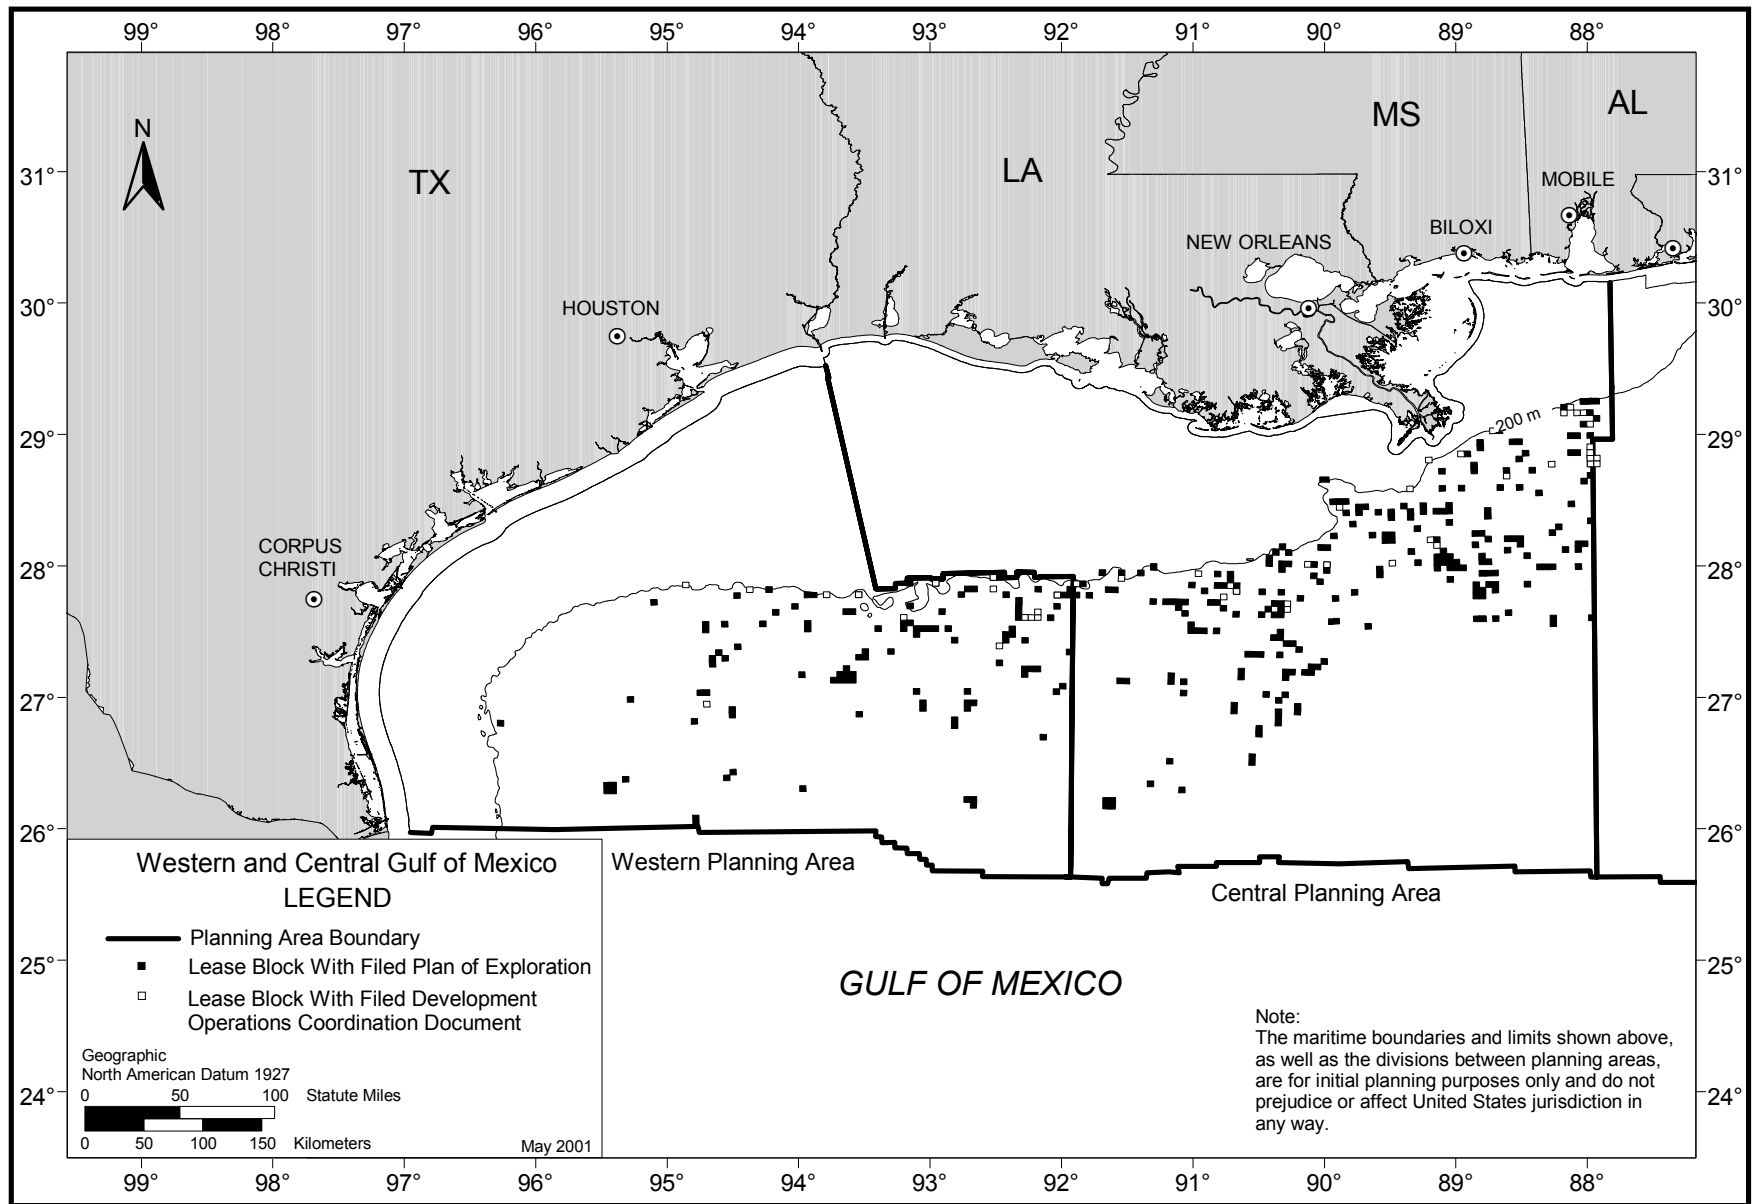 99° 98° 97° 96° 95° 94° 93° 92° 91° 90° 89° 88°
N
TX
LA
MS
AL
31° 31°
MOBILE
BILOXI
NEW ORLEANS
30° 30°
HOUSTON
29° 29°
200 m
CORPUS
CHRISTI
28° 28°
27° 27°
26° 26°
Western Planning Area
Central Planning Area
Western and Central Gulf of Mexico
LEGEND
Planning Area Boundary
Lease Block With Filed Plan of Exploration
Lease Block With Filed Development
Operations Coordination Document
25° 25°
GULF OF MEXICO
Geographic
North American Datum 1927
0 50 100 Statute Miles
0 50 100 150 Kilometers
May 2001
24° 24°
Note:
The maritime boundaries and limits shown above,
as well as the divisions between planning areas,
are for initial planning purposes only and do not
prejudice or affect United States jurisdiction in
any way.
99° 98° 97° 96° 95° 94° 93° 92° 91° 90° 89° 88°